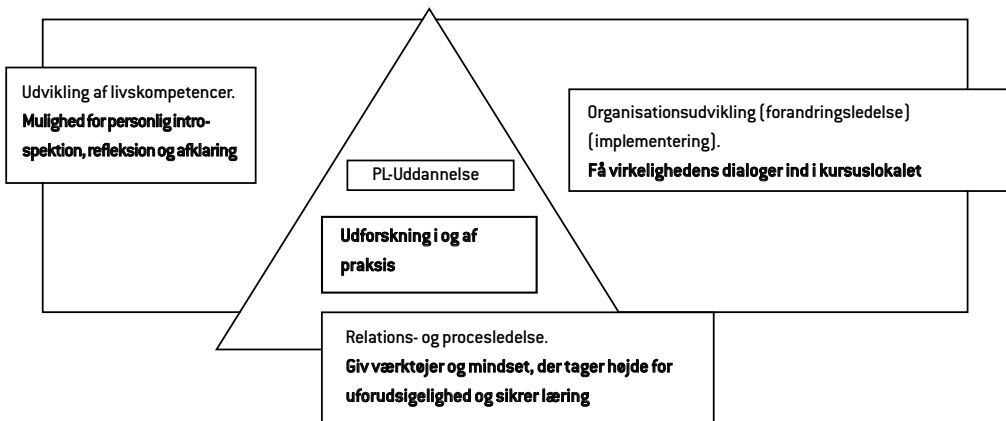 Udvikling af livskompetencer.
Mulighed for personlig intro-
spektion, refleksion og afklaring
Organisationsudvikling (forandringsledelse)
(implementering).
Få virkelighedens dialoger ind i kursuslokalet
PL-Uddannelse
Udforskning i og af
praksis
Relations- og procesledelse.
Giv værktøjer og mindset, der tager højde for
uforudsigelighed og sikrer læring